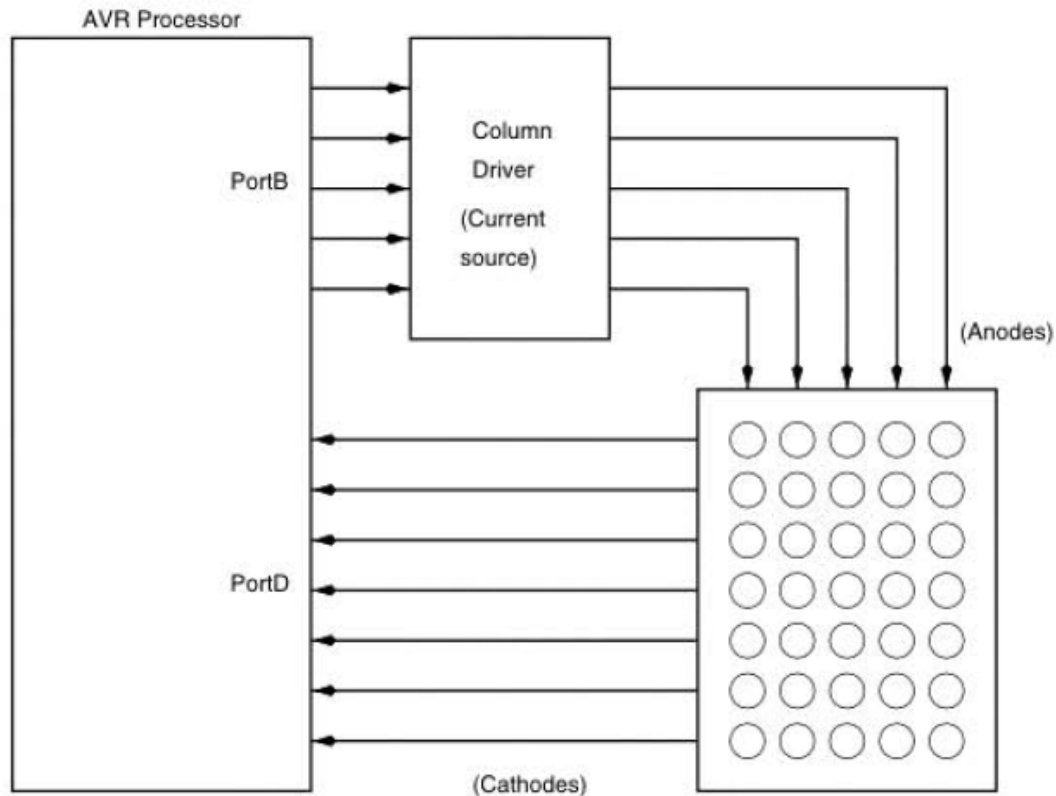 AVR Processor
PortB
Column
Driver
(Current
source)
(Anodes)
PortD
(Cathodes)